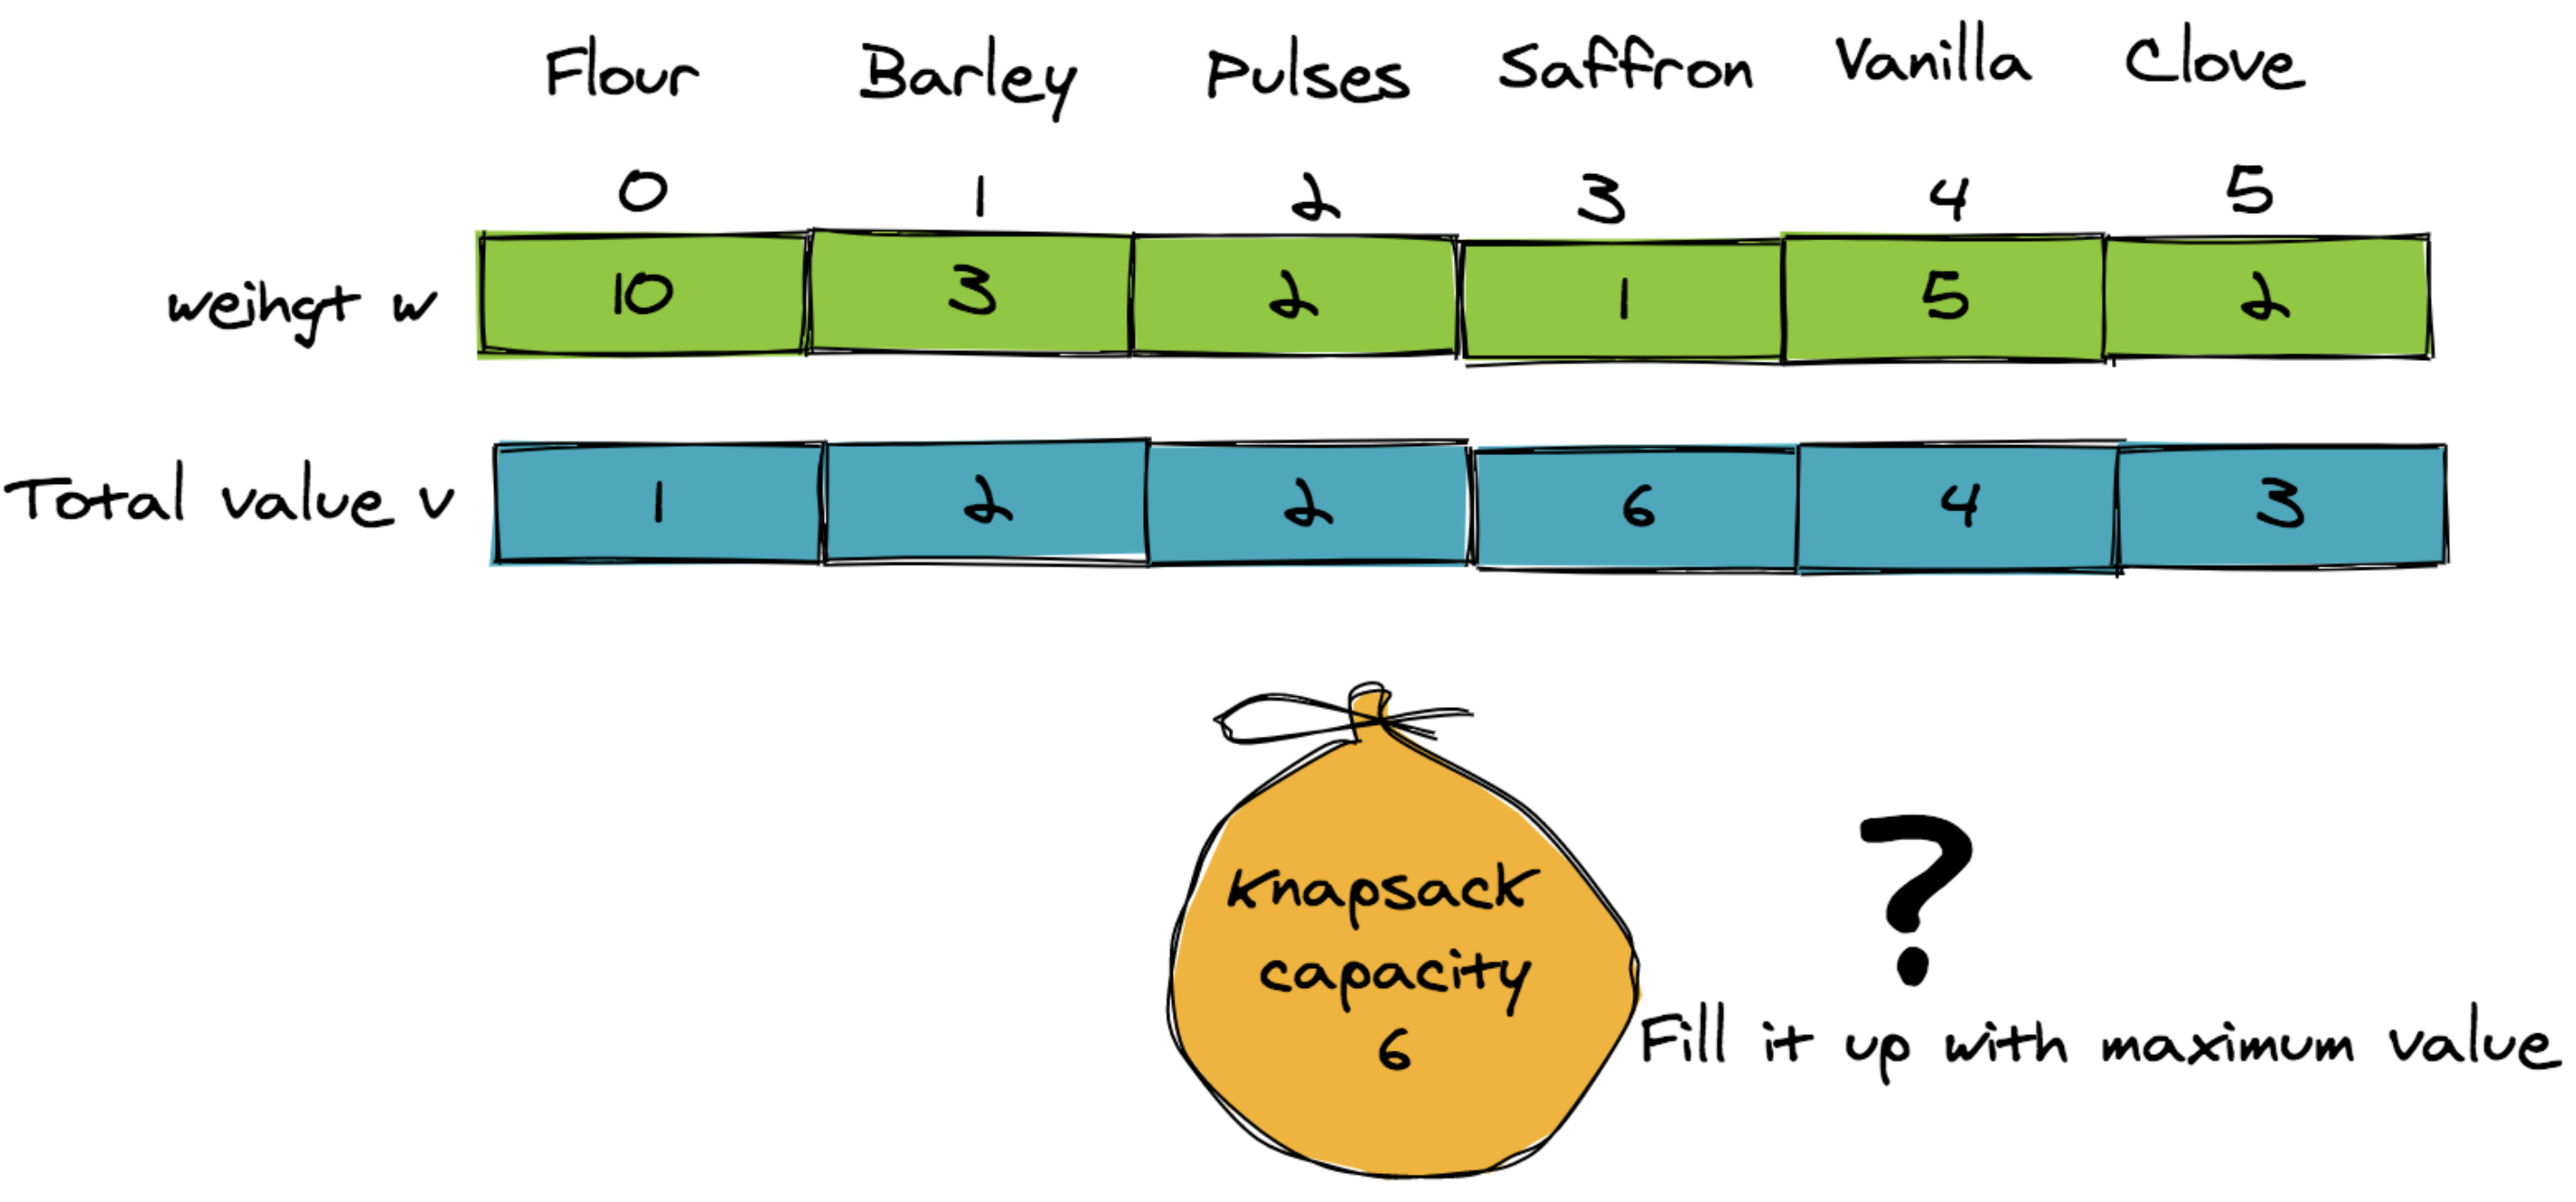 Flour Barley Pulses Saffron Vanilla Clove
0 1 2 3 4 5
weihgt w 10 3 2 1 5 2
Total value v 1 2 2 6 4 3
Knapsack
capacity
6
?
Fill it up with maximum value